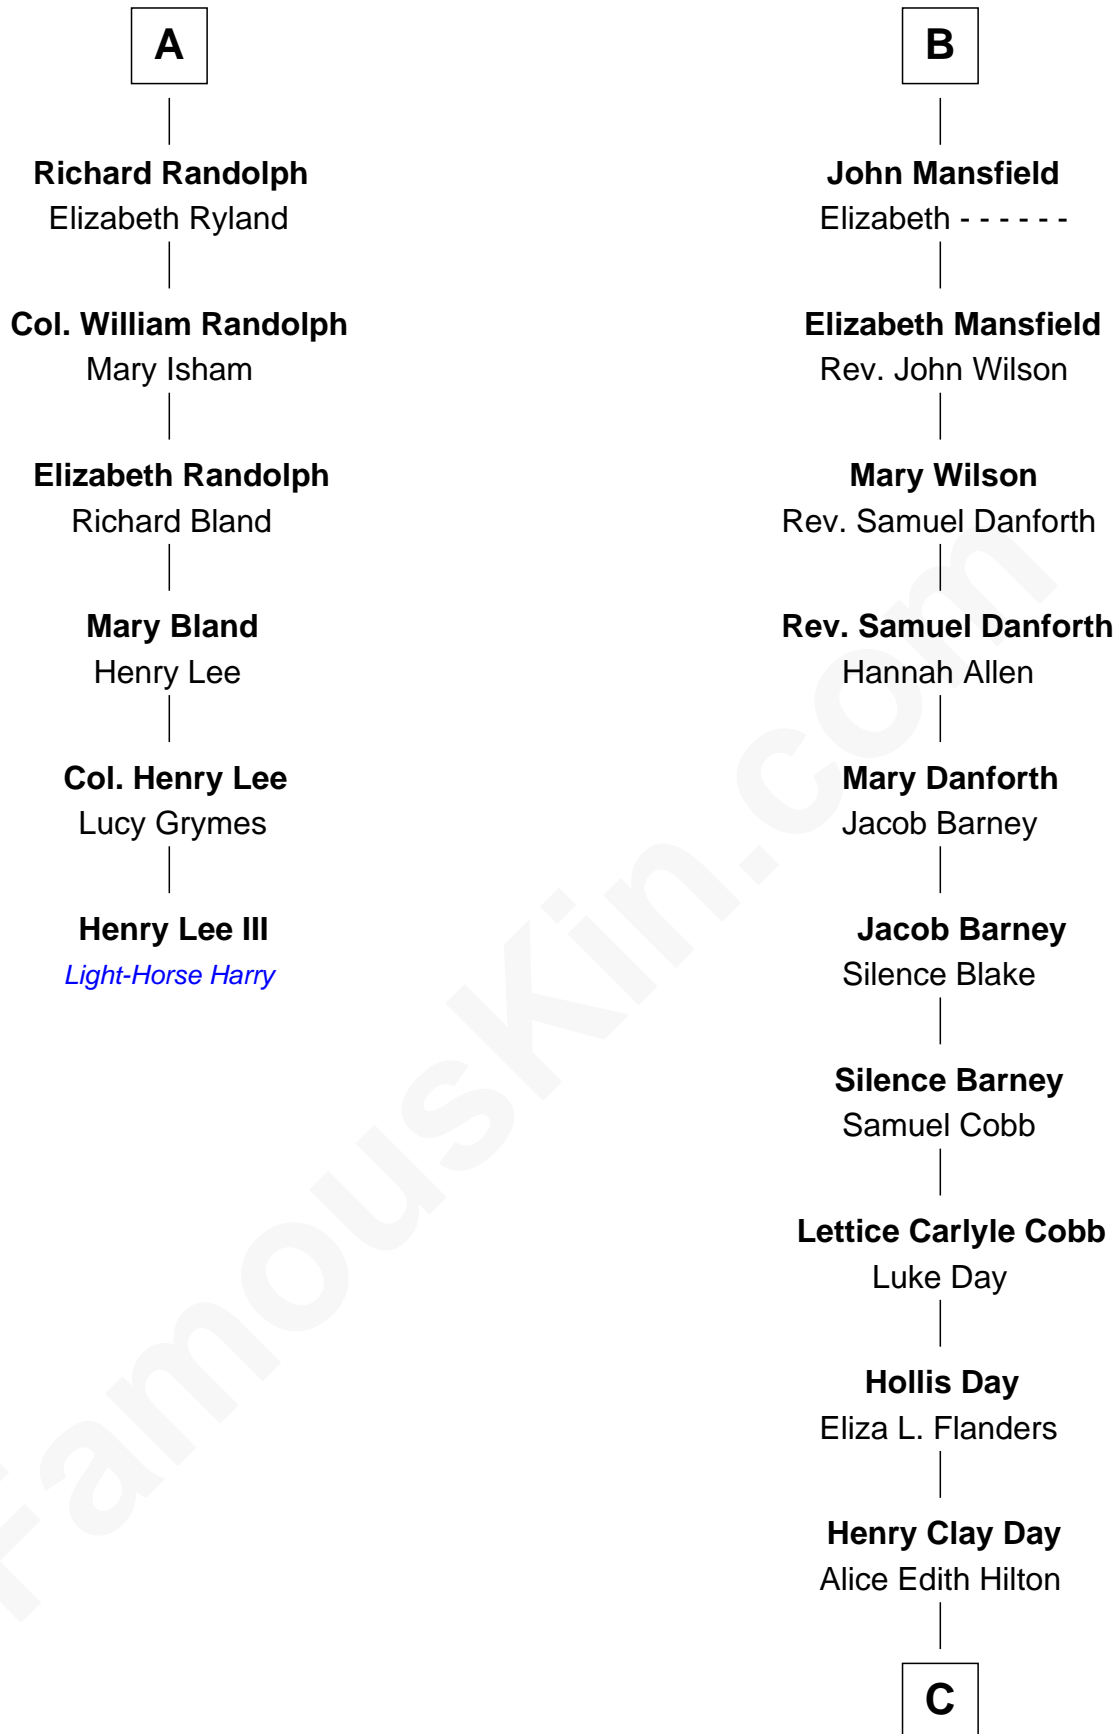 A
Richard Randolph
Elizabeth Ryland
Col. William Randolph
Mary Isham
Elizabeth Randolph
Richard Bland
Mary Bland
Henry Lee
Col. Henry Lee
Lucy Grymes
Henry Lee III
Light-Horse Harry
B
John Mansfield
Elizabeth - - - - - -
Elizabeth Mansfield
Rev. John Wilson
Mary Wilson
Rev. Samuel Danforth
Rev. Samuel Danforth
Hannah Allen
Mary Danforth
Jacob Barney
Jacob Barney
Silence Blake
Silence Barney
Samuel Cobb
Lettice Carlyle Cobb
Luke Day
Hollis Day
Eliza L. Flanders
Henry Clay Day
Alice Edith Hilton
C
FamousKin.com